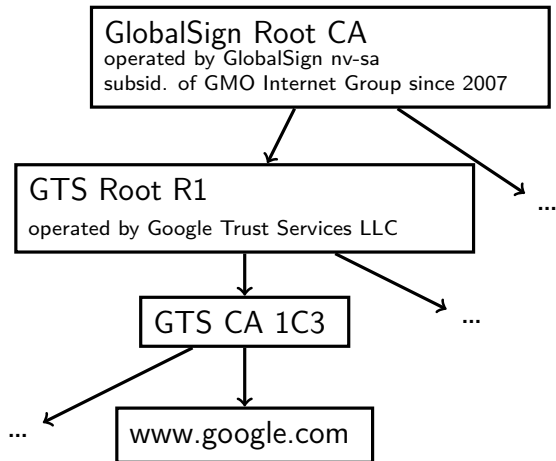 GlobalSign Root CA
operated by GlobalSign nv-sa
subsid. of GMO Internet Group since 2007
GTS Root R1
operated by Google Trust Services LLC
...
GTS CA 1C3
...
...
www.google.com